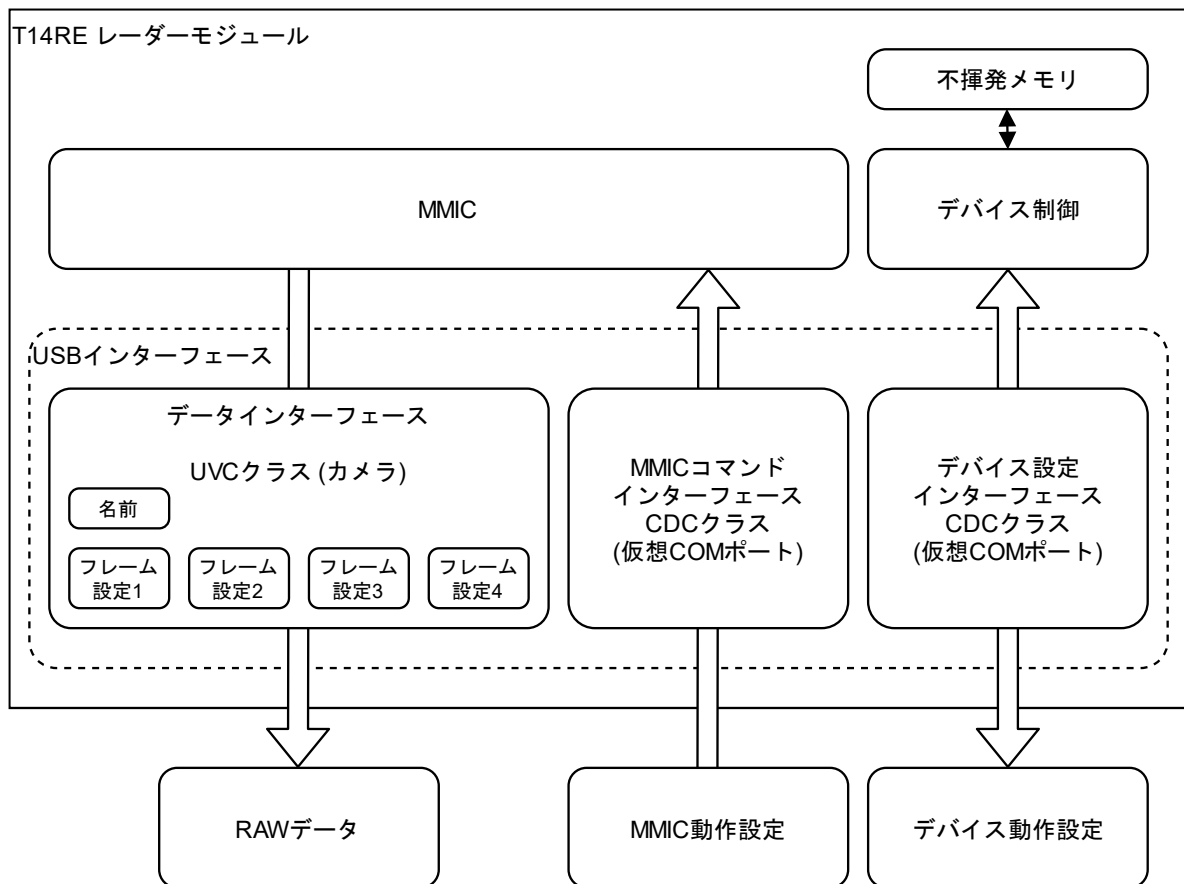 T14RE レーダーモジュール
不揮発メモリ
MMIC
デバイス制御
USBインターフェース
データインターフェース
UVCクラス (カメラ)
名前
フレーム
設定1
フレーム
設定2
フレーム
設定3
フレーム
設定4
MMICコマンド
インターフェース
CDCクラス
(仮想COMポート)
デバイス設定
インターフェース
CDCクラス
(仮想COMポート)
RAWデータ
MMIC動作設定
デバイス動作設定